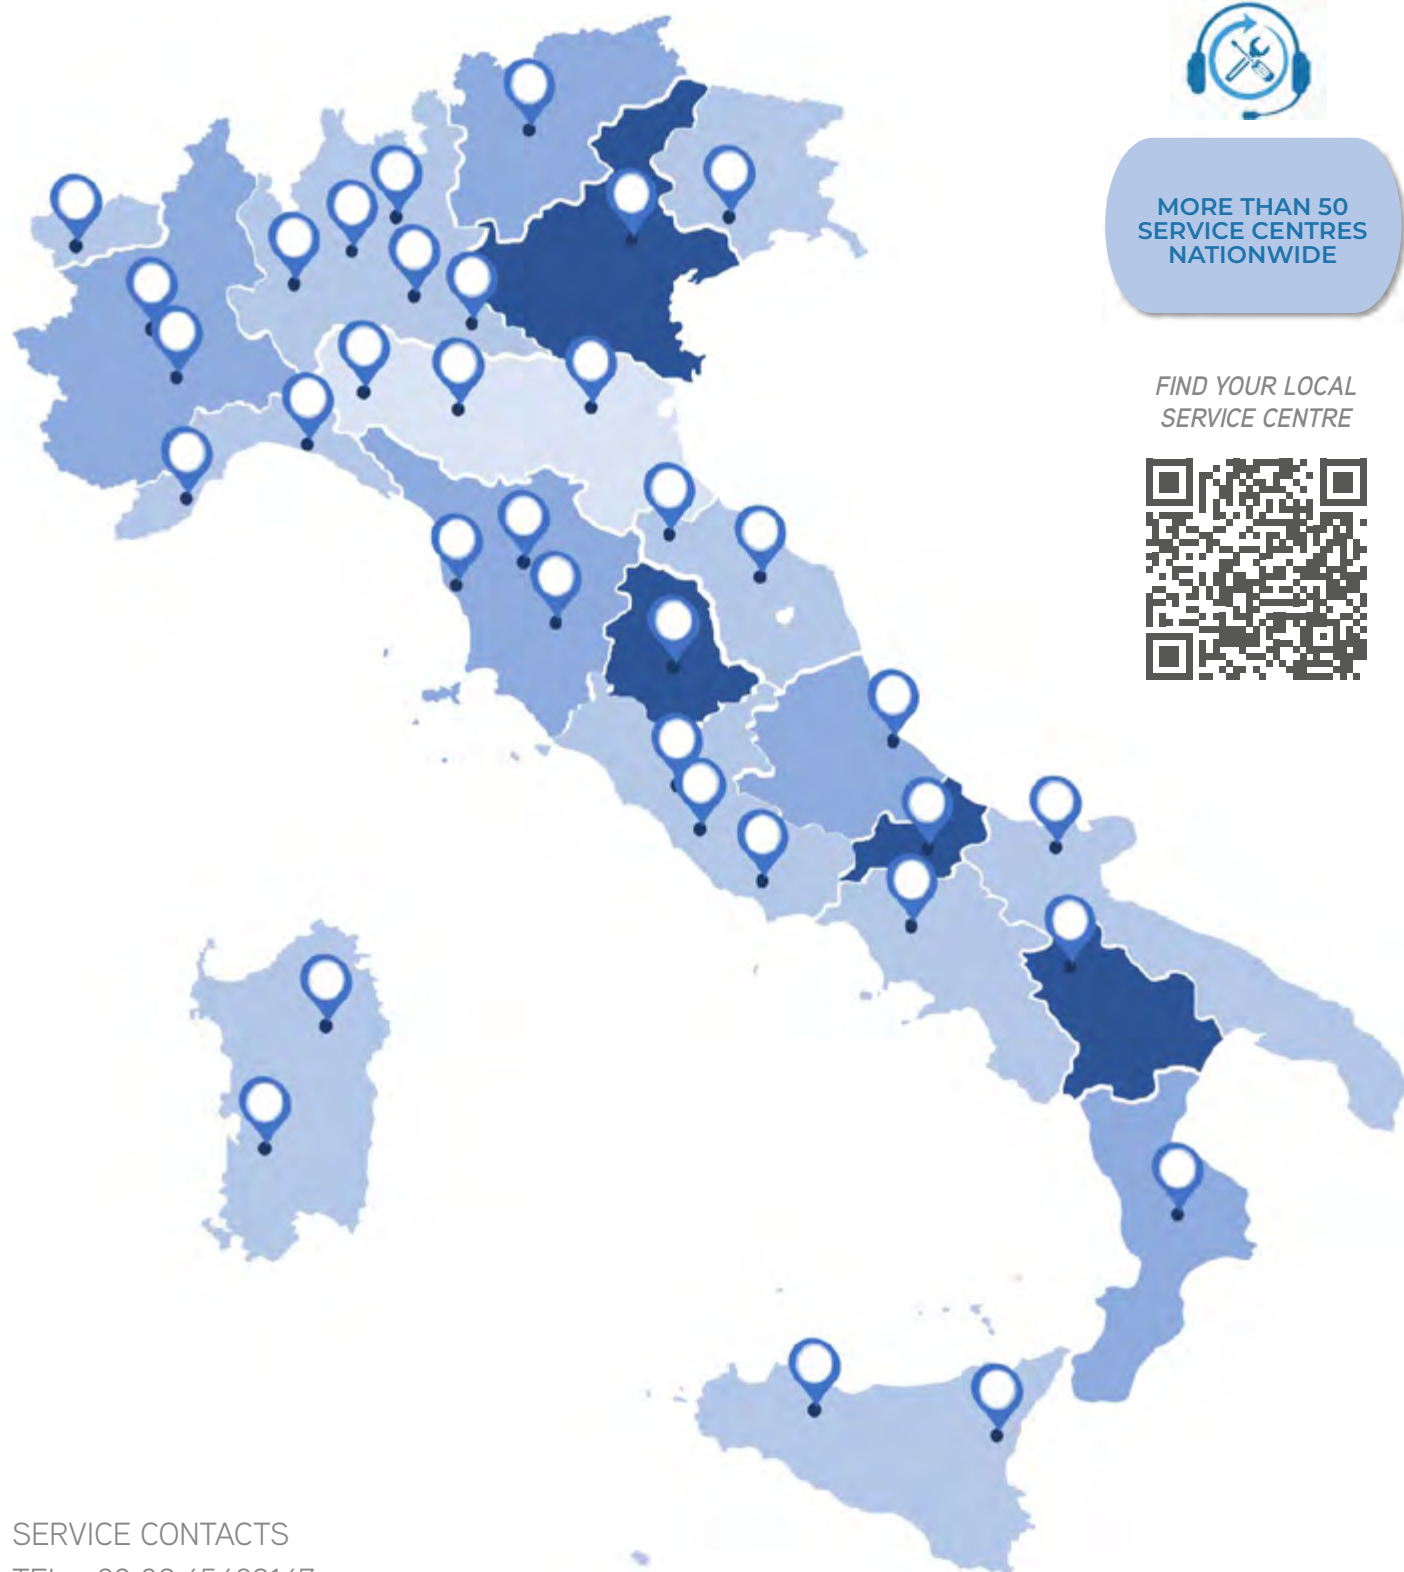 MORE THAN 50
SERVICE CENTRES
NATIONWIDE
FIND YOUR LOCAL
SERVICE CENTRE
SERVICE CONTACTS